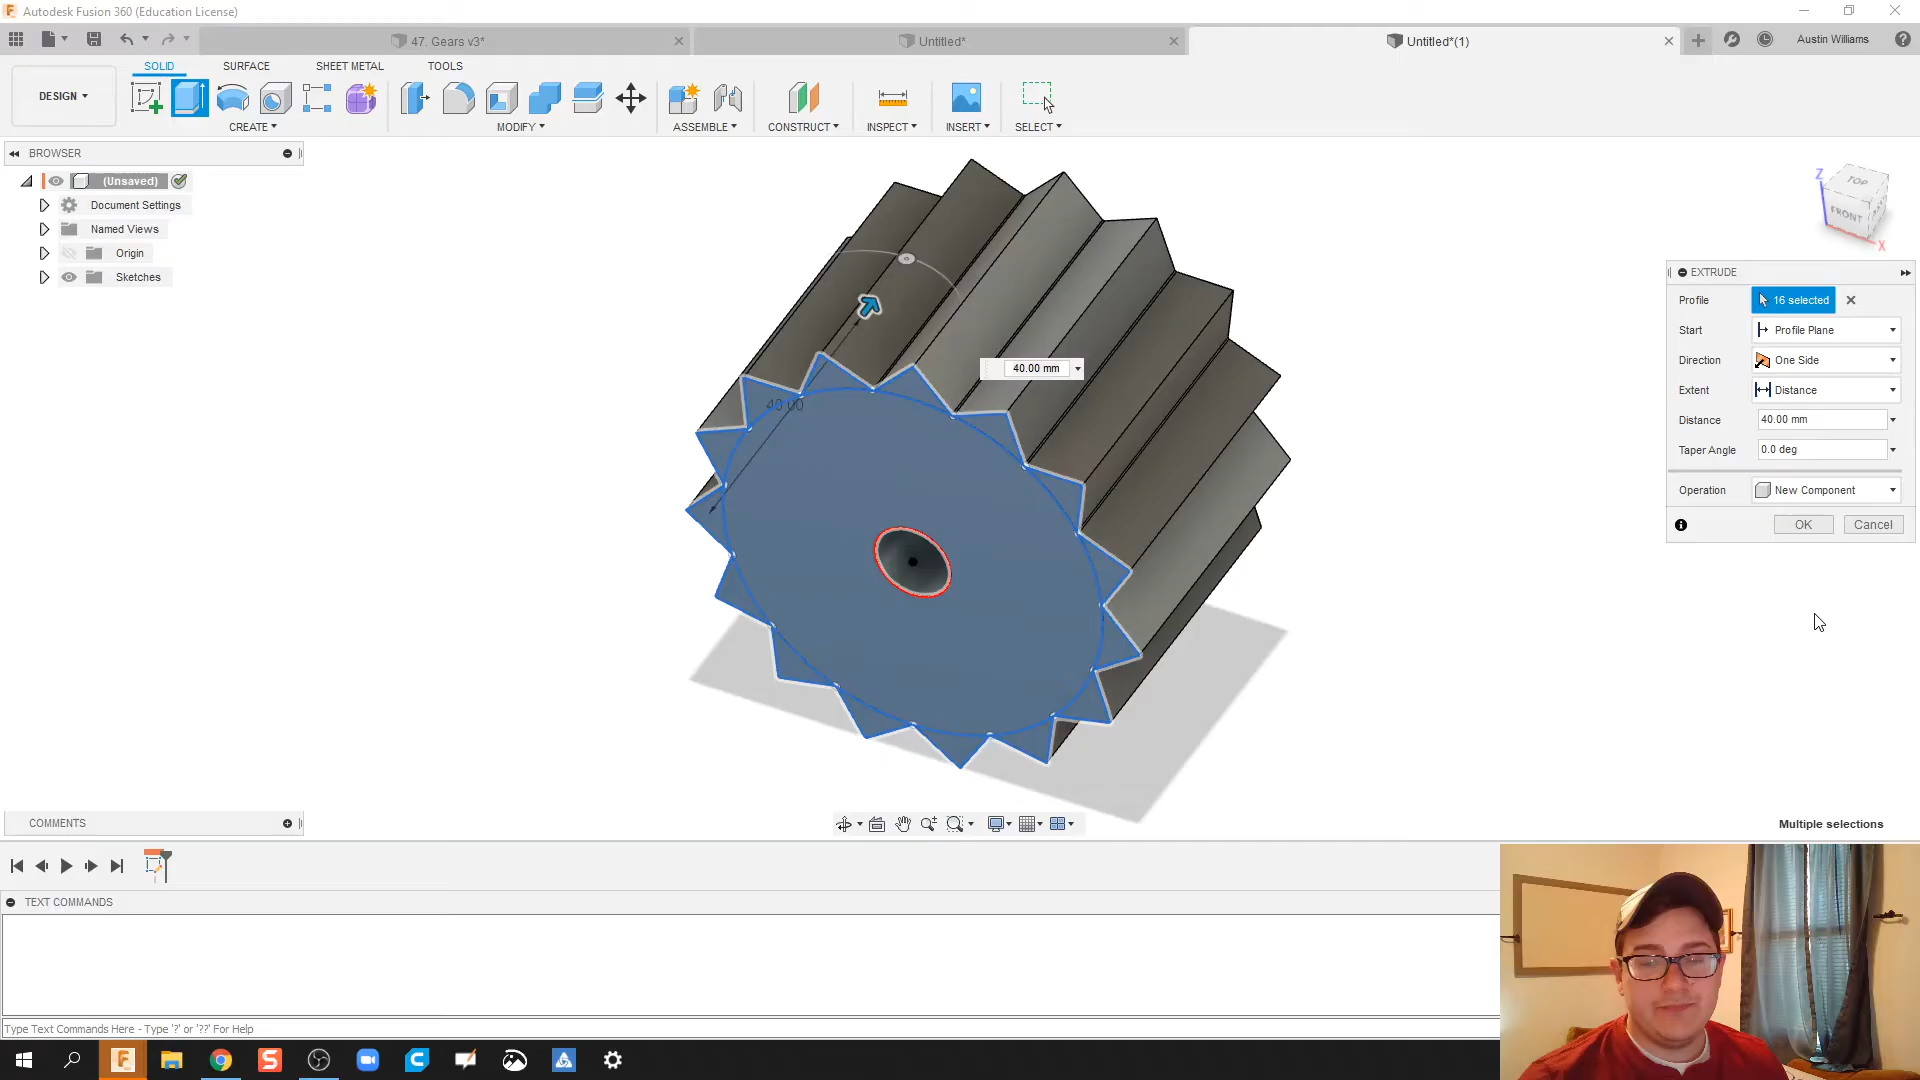 Autodesk Fusion 360 (Education License)
47. Gears v3*
Untitled*
Untitled*(1)
Austin Williams
SOLID
SURFACE
SHEET METAL
TOOLS
DESIGN
CREATE
MODIFY
ASSEMBLE
CONSTRUCT
INSPECT
INSERT
SELECT
BROWSER
(Unsaved)
Document Settings
Named Views
Origin
Sketches
Z
TOP
FRONT
X
EXTRUDE
Profile
16 selected
Start
Profile Plane
Direction
One Side
Extent
Distance
Distance
40.00 mm
Taper Angle
0.0 deg
Operation
New Component
OK
Cancel
40.00 mm
40.00
COMMENTS
Multiple selections
TEXT COMMANDS
Type Text Commands Here - Type '?' or '??' For Help